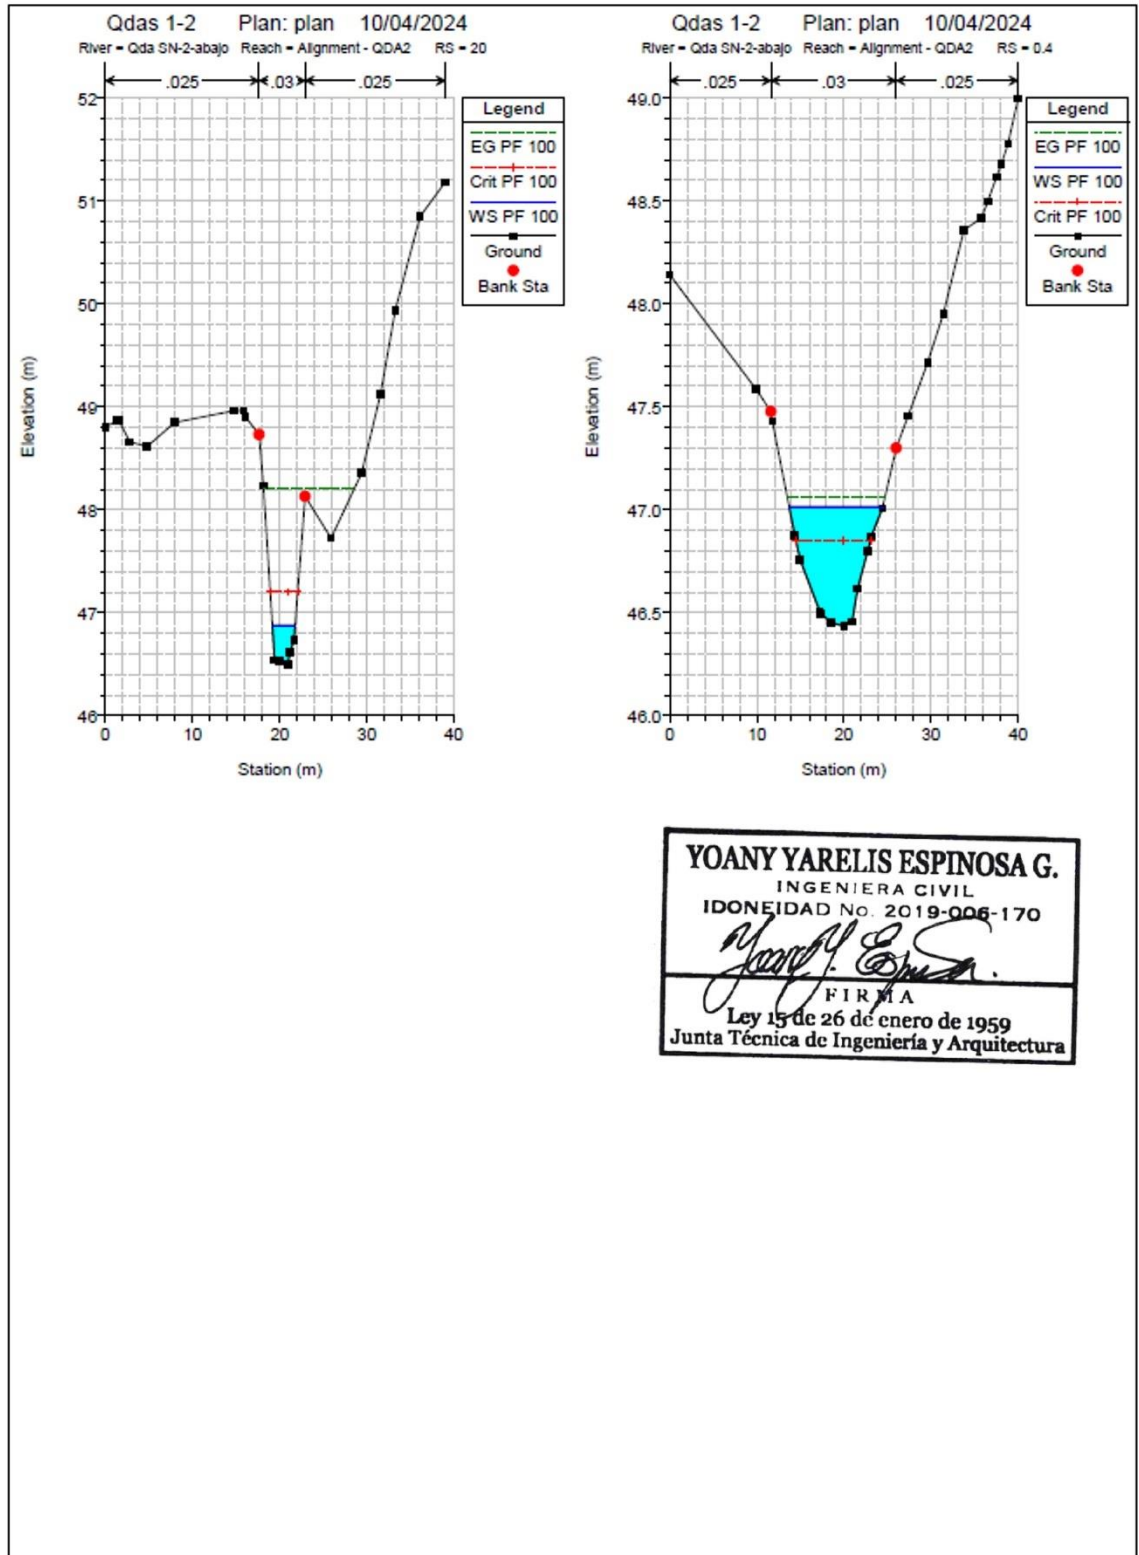 Qdas 1-2 Plan: plan 10/04/2024
River = Qda SN-2-abajo Reach = Alignment - QDA2 RS = 20
.025 .03 .025
52
51
50
49
48
47
46
0 10 20 30 40
Elevation (m)
Station (m)
Legend
EG PF 100
Crit PF 100
WS PF 100
Ground
Bank Sta
Qdas 1-2 Plan: plan 10/04/2024
River = Qda SN-2-abajo Reach = Alignment - QDA2 RS = 0.4
.025 .03 .025
49.0
48.5
48.0
47.5
47.0
46.5
46.0
0 10 20 30 40
Elevation (m)
Station (m)
Legend
EG PF 100
WS PF 100
Crit PF 100
Ground
Bank Sta
YOANY YARELIS ESPINOSA G.
INGENIERA CIVIL
IDONEIDAD No. 2019-006-170
FIRMA
Ley 15 de 26 de enero de 1959
Junta Técnica de Ingeniería y Arquitectura